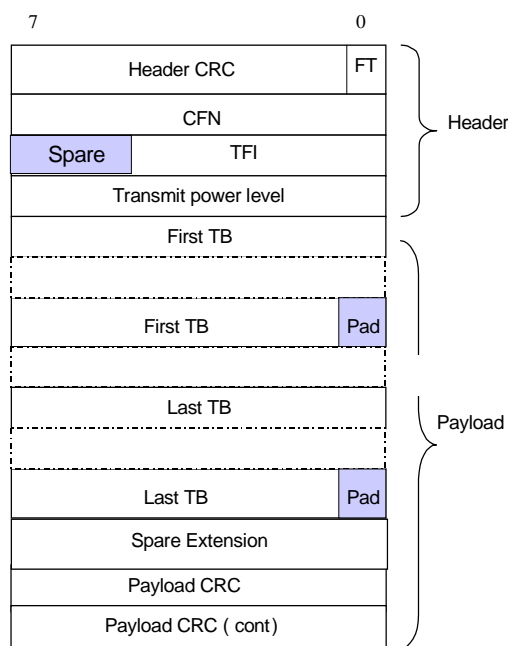 7 0
Header CRC FT
CFN
Spare TFI
Transmit power level
Header
First TB
First TB Pad
Last TB
Payload
Last TB Pad
Spare Extension
Payload CRC
Payload CRC ( cont)